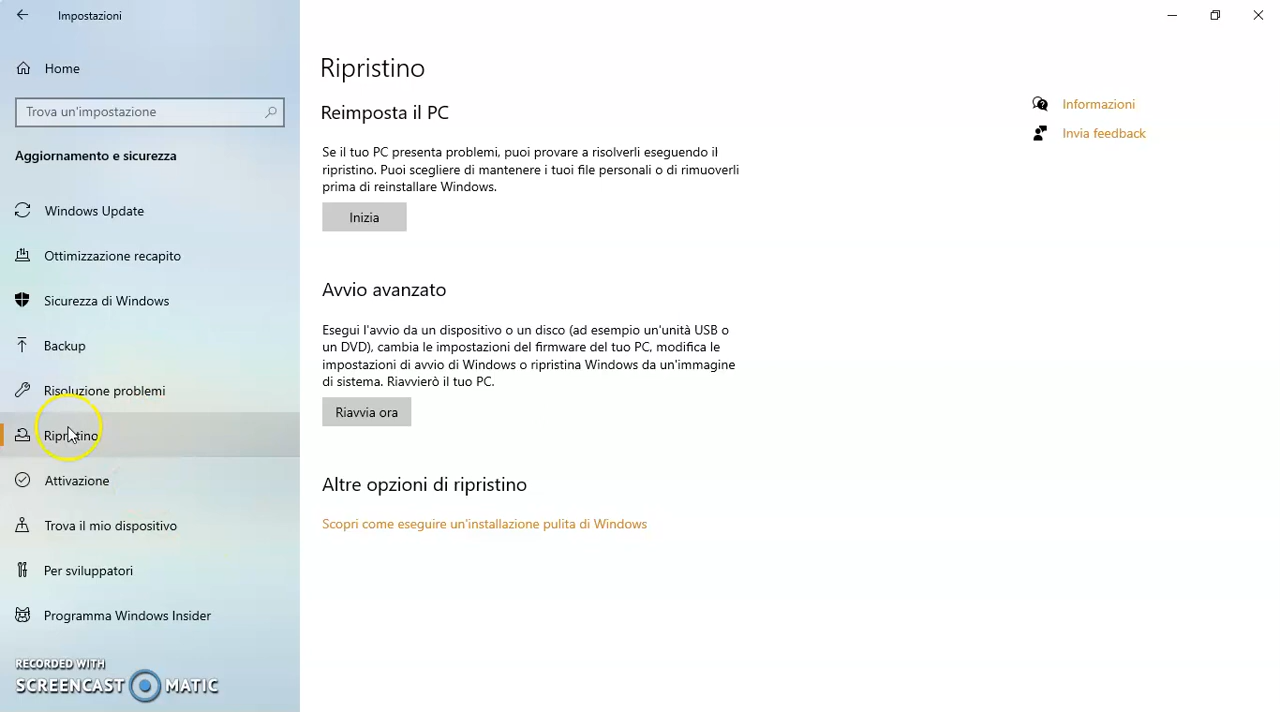 Impostazioni
Home
Trova un'impostazione
Aggiornamento e sicurezza
Windows Update
Ottimizzazione recapito
Sicurezza di Windows
Backup
Risoluzione problemi
Ripristino
Attivazione
Trova il mio dispositivo
Per sviluppatori
Programma Windows Insider
RECORDED WITH
SCREENCAST MATIC
Ripristino
Reimposta il PC
Se il tuo PC presenta problemi, puoi provare a risolverli eseguendo il
ripristino. Puoi scegliere di mantenere i tuoi file personali o di rimuoverli
prima di reinstallare Windows.
Inizia
Avvio avanzato
Esegui l'avvio da un dispositivo o un disco (ad esempio un'unità USB o
un DVD), cambia le impostazioni del firmware del tuo PC, modifica le
impostazioni di avvio di Windows o ripristina Windows da un'immagine
di sistema. Riavvierò il tuo PC.
Riavvia ora
Altre opzioni di ripristino
Scopri come eseguire un'installazione pulita di Windows
Informazioni
Invia feedback